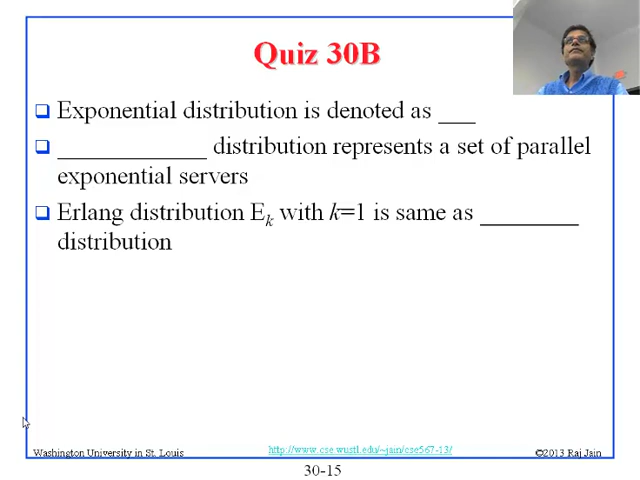 Quiz 30B
Exponential distribution is denoted as ___
____________ distribution represents a set of parallel
exponential servers
Erlang distribution Ek with k=1 is same as ________
distribution
Washington University in St. Louis
http://www.cse.wustl.edu/~jain/cse567-13/
©2013 Raj Jain
30-15